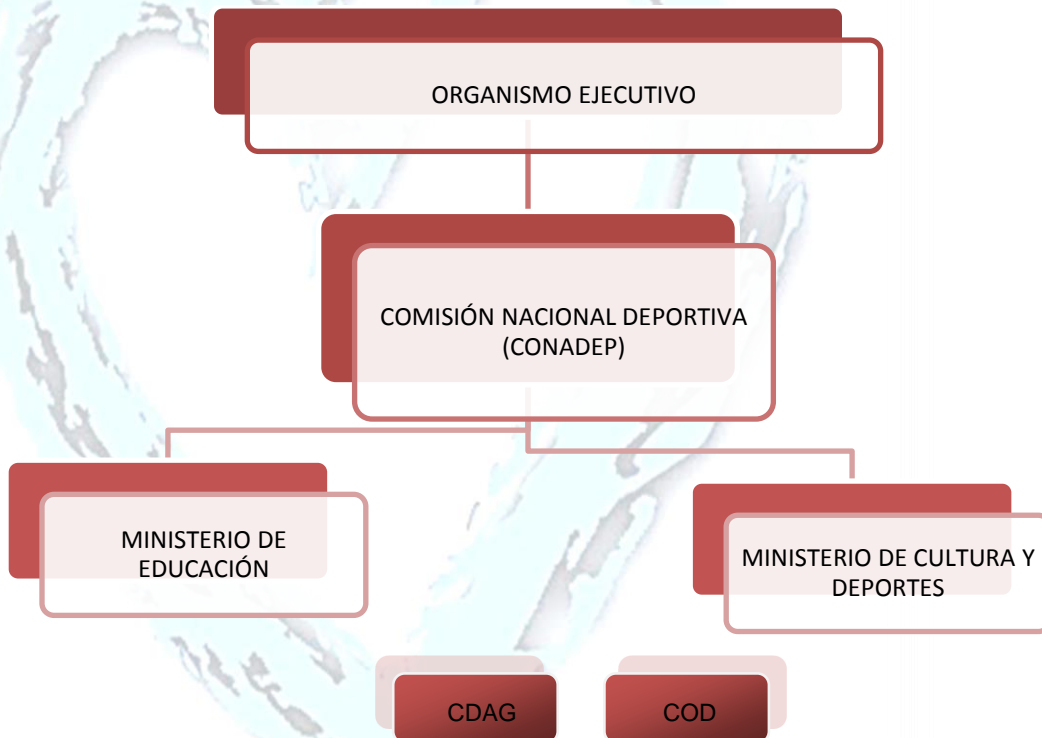 ORGANISMO EJECUTIVO
COMISIÓN NACIONAL DEPORTIVA
(CONADEP)
MINISTERIO DE
EDUCACIÓN
MINISTERIO DE CULTURA Y
DEPORTES
CDAG
COD